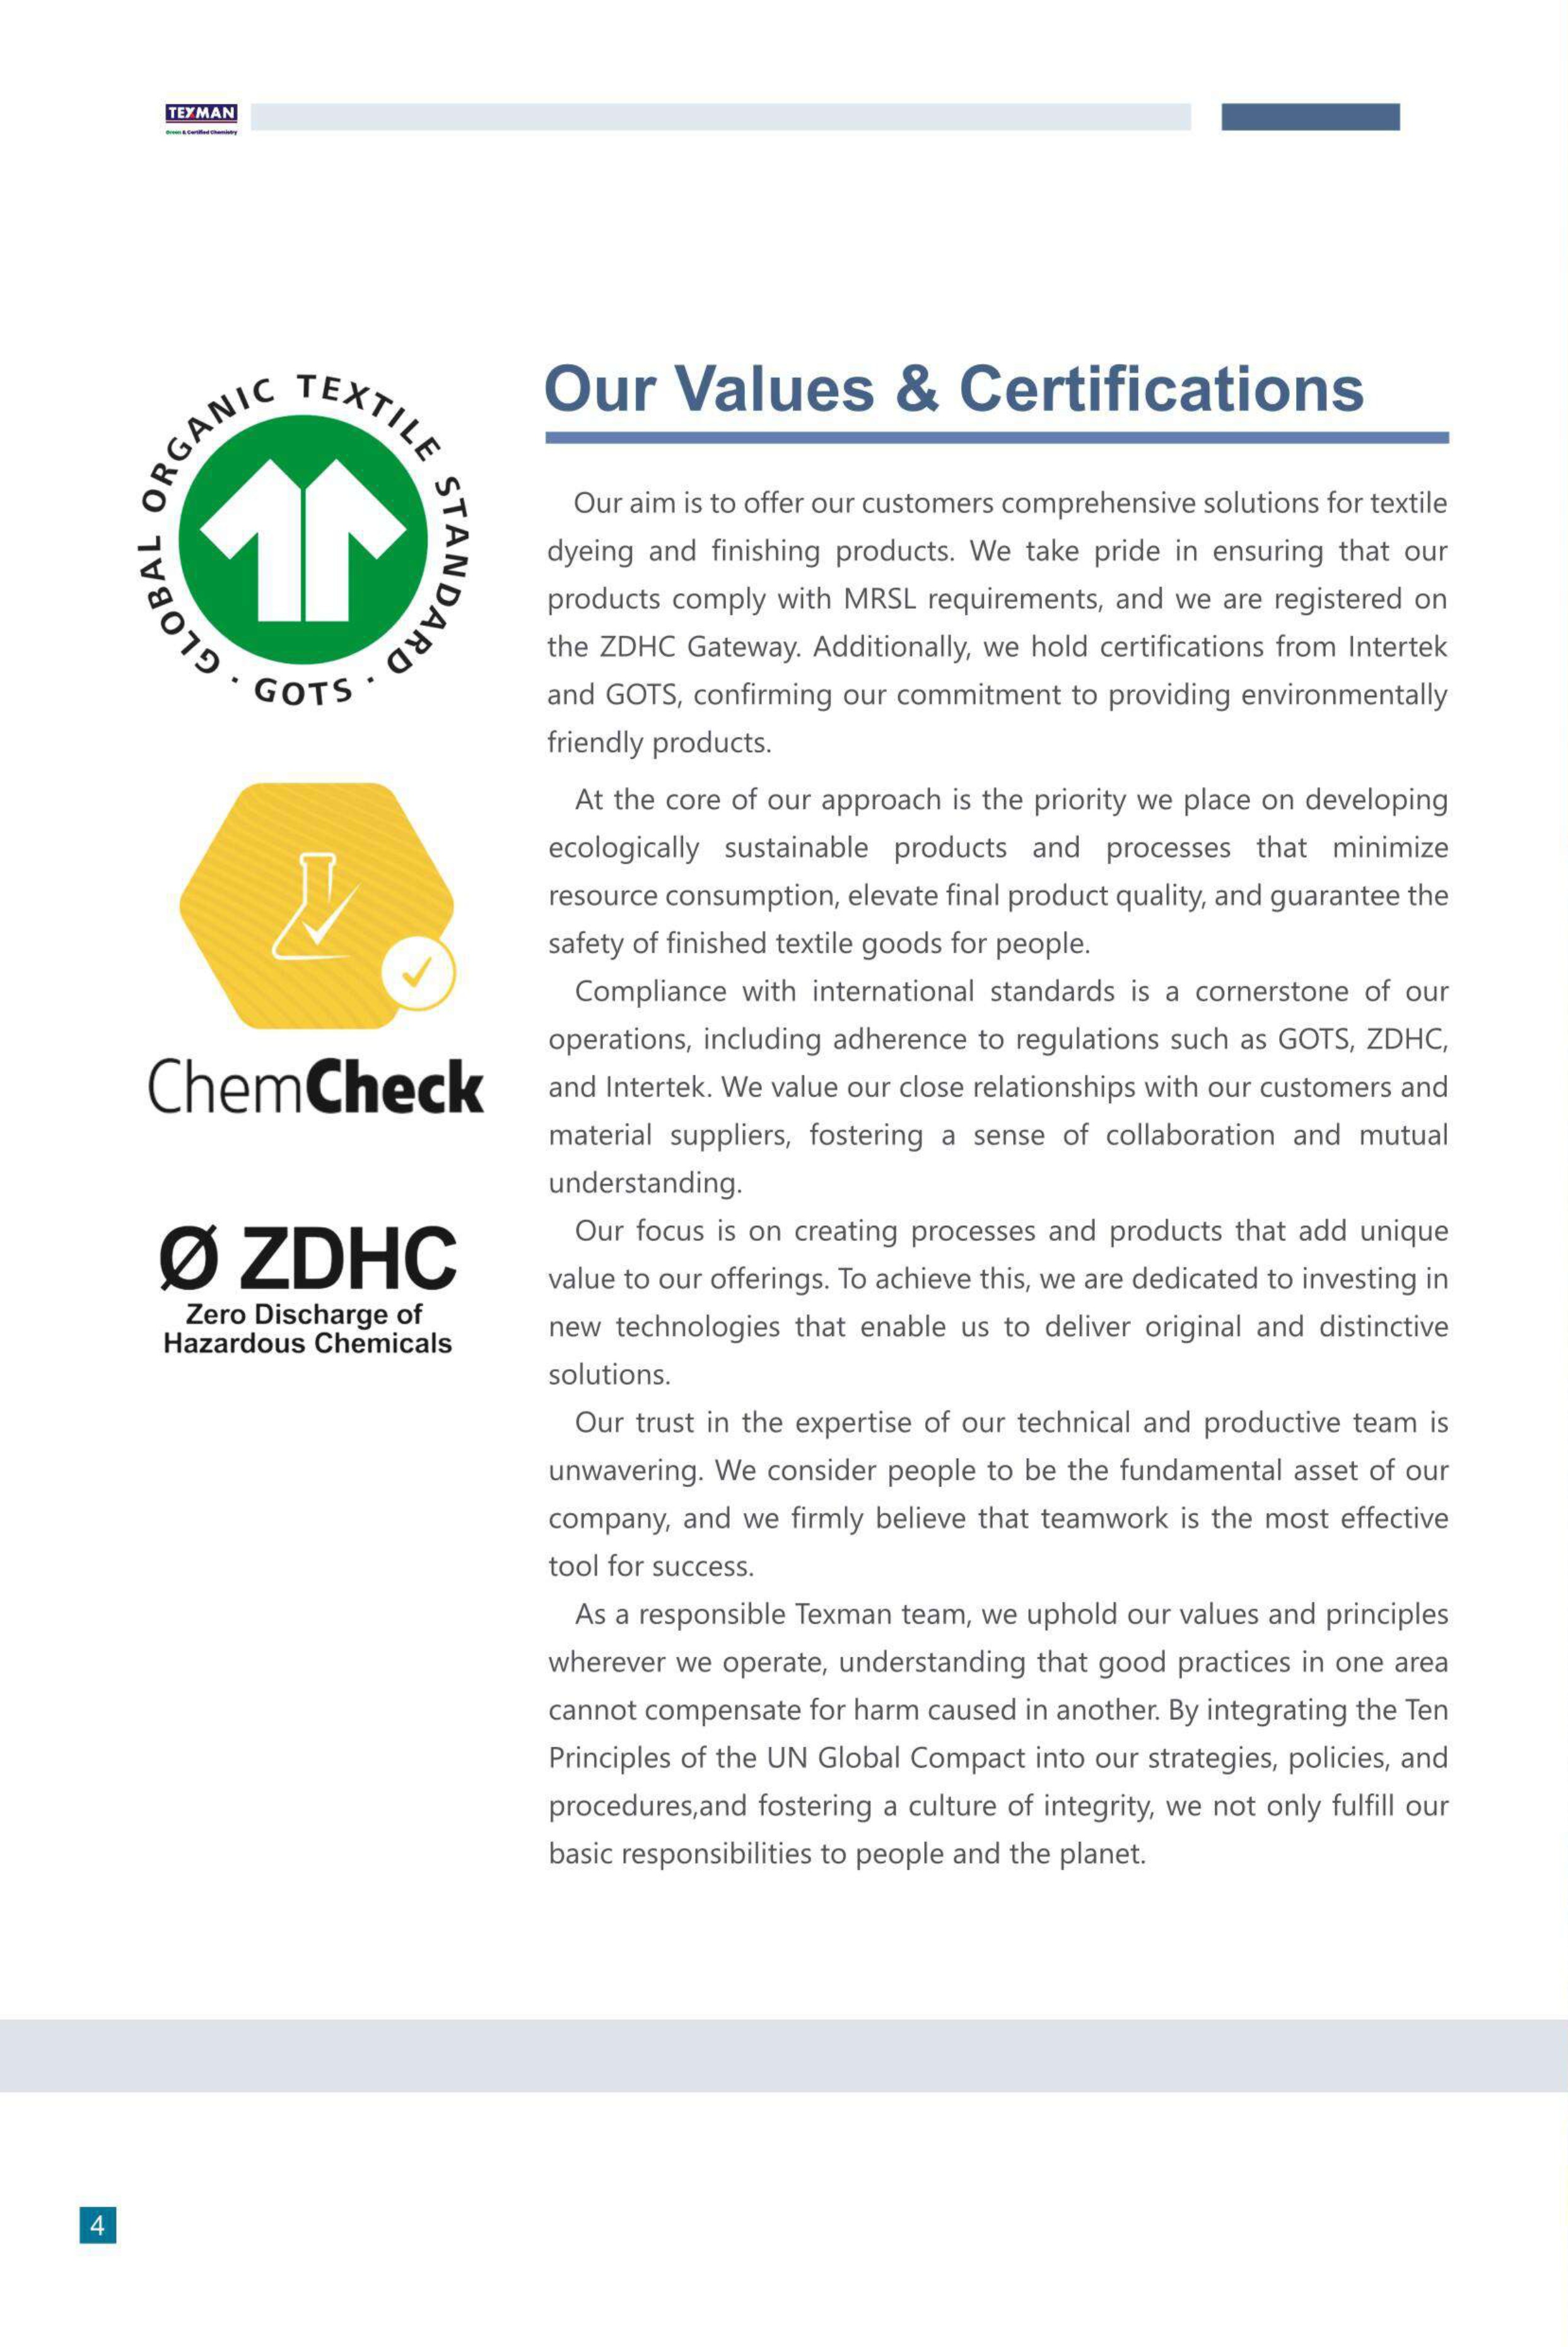 TEXMAN
Green & Certified Chemistry
GLOBAL ORGANIC TEXTILE STANDARD · GOTS ·
ChemCheck
Ø ZDHC
Zero Discharge of
Hazardous Chemicals
Our Values & Certifications
Our aim is to offer our customers comprehensive solutions for textile
dyeing and finishing products. We take pride in ensuring that our
products comply with MRSL requirements, and we are registered on
the ZDHC Gateway. Additionally, we hold certifications from Intertek
and GOTS, confirming our commitment to providing environmentally
friendly products.
At the core of our approach is the priority we place on developing
ecologically sustainable products and processes that minimize
resource consumption, elevate final product quality, and guarantee the
safety of finished textile goods for people.
Compliance with international standards is a cornerstone of our
operations, including adherence to regulations such as GOTS, ZDHC,
and Intertek. We value our close relationships with our customers and
material suppliers, fostering a sense of collaboration and mutual
understanding.
Our focus is on creating processes and products that add unique
value to our offerings. To achieve this, we are dedicated to investing in
new technologies that enable us to deliver original and distinctive
solutions.
Our trust in the expertise of our technical and productive team is
unwavering. We consider people to be the fundamental asset of our
company, and we firmly believe that teamwork is the most effective
tool for success.
As a responsible Texman team, we uphold our values and principles
wherever we operate, understanding that good practices in one area
cannot compensate for harm caused in another. By integrating the Ten
Principles of the UN Global Compact into our strategies, policies, and
procedures,and fostering a culture of integrity, we not only fulfill our
basic responsibilities to people and the planet.
4